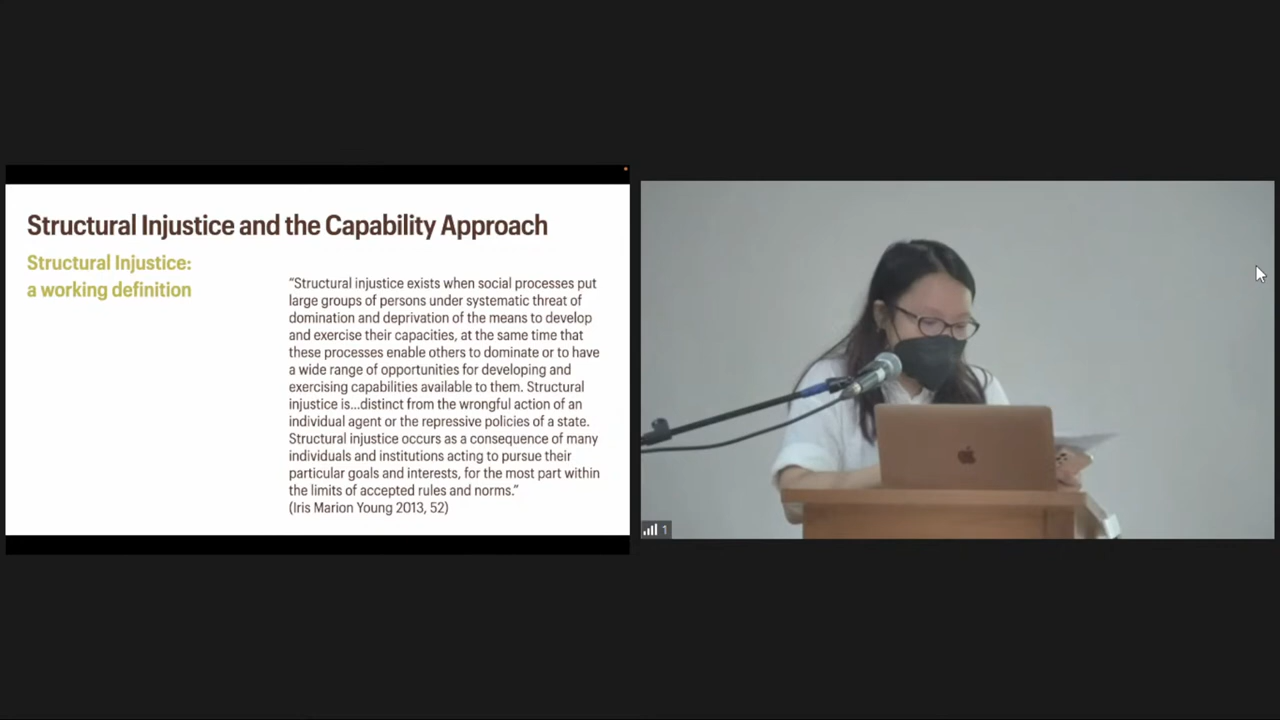 Structural Injustice and the Capability Approach
Structural Injustice:
a working definition
“Structural injustice exists when social processes put
large groups of persons under systematic threat of
domination and deprivation of the means to develop
and exercise their capacities, at the same time that
these processes enable others to dominate or to have
a wide range of opportunities for developing and
exercising capabilities available to them. Structural
injustice is...distinct from the wrongful action of an
individual agent or the repressive policies of a state.
Structural injustice occurs as a consequence of many
individuals and institutions acting to pursue their
particular goals and interests, for the most part within
the limits of accepted rules and norms.”
(Iris Marion Young 2013, 52)
1